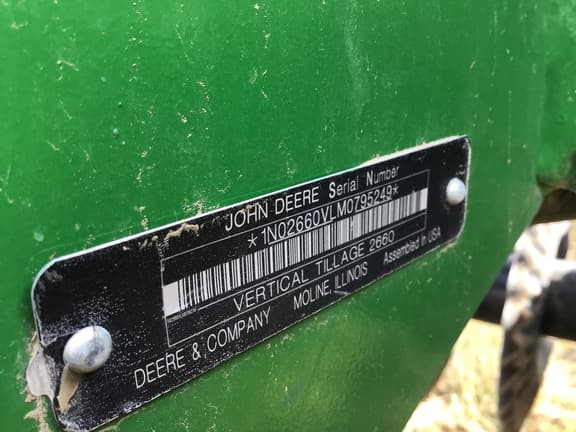 JOHN DEERE Serial Number
*1N02660VLM0795249*
VERTICAL TILLAGE 2660
DEERE & COMPANY MOLINE, ILLINOIS Assembled in USA